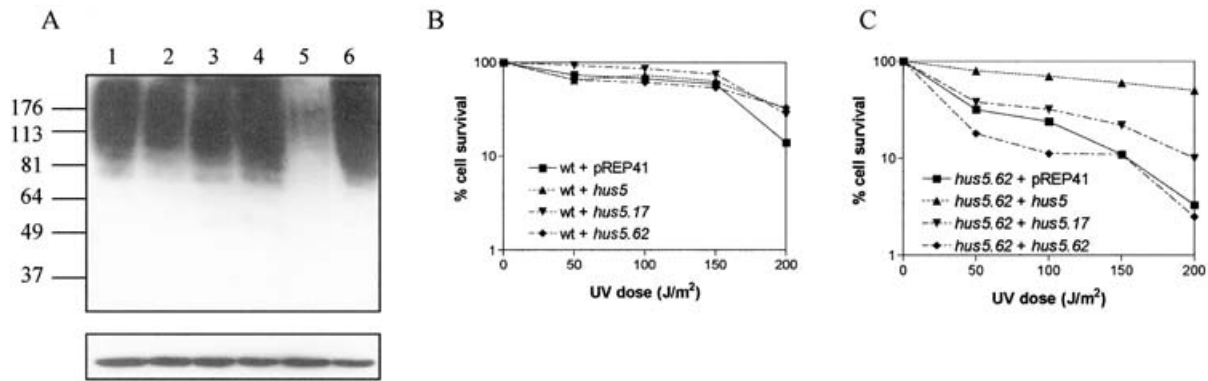 A
1 2 3 4 5 6
176
113
81
64
49
37
B
% cell survival
100
10
1
wt + pREP41
wt + hus5
wt + hus5.17
wt + hus5.62
0 50 100 150 200
UV dose (J/m²)
C
% cell survival
100
10
1
hus5.62 + pREP41
hus5.62 + hus5
hus5.62 + hus5.17
hus5.62 + hus5.62
0 50 100 150 200
UV dose (J/m²)